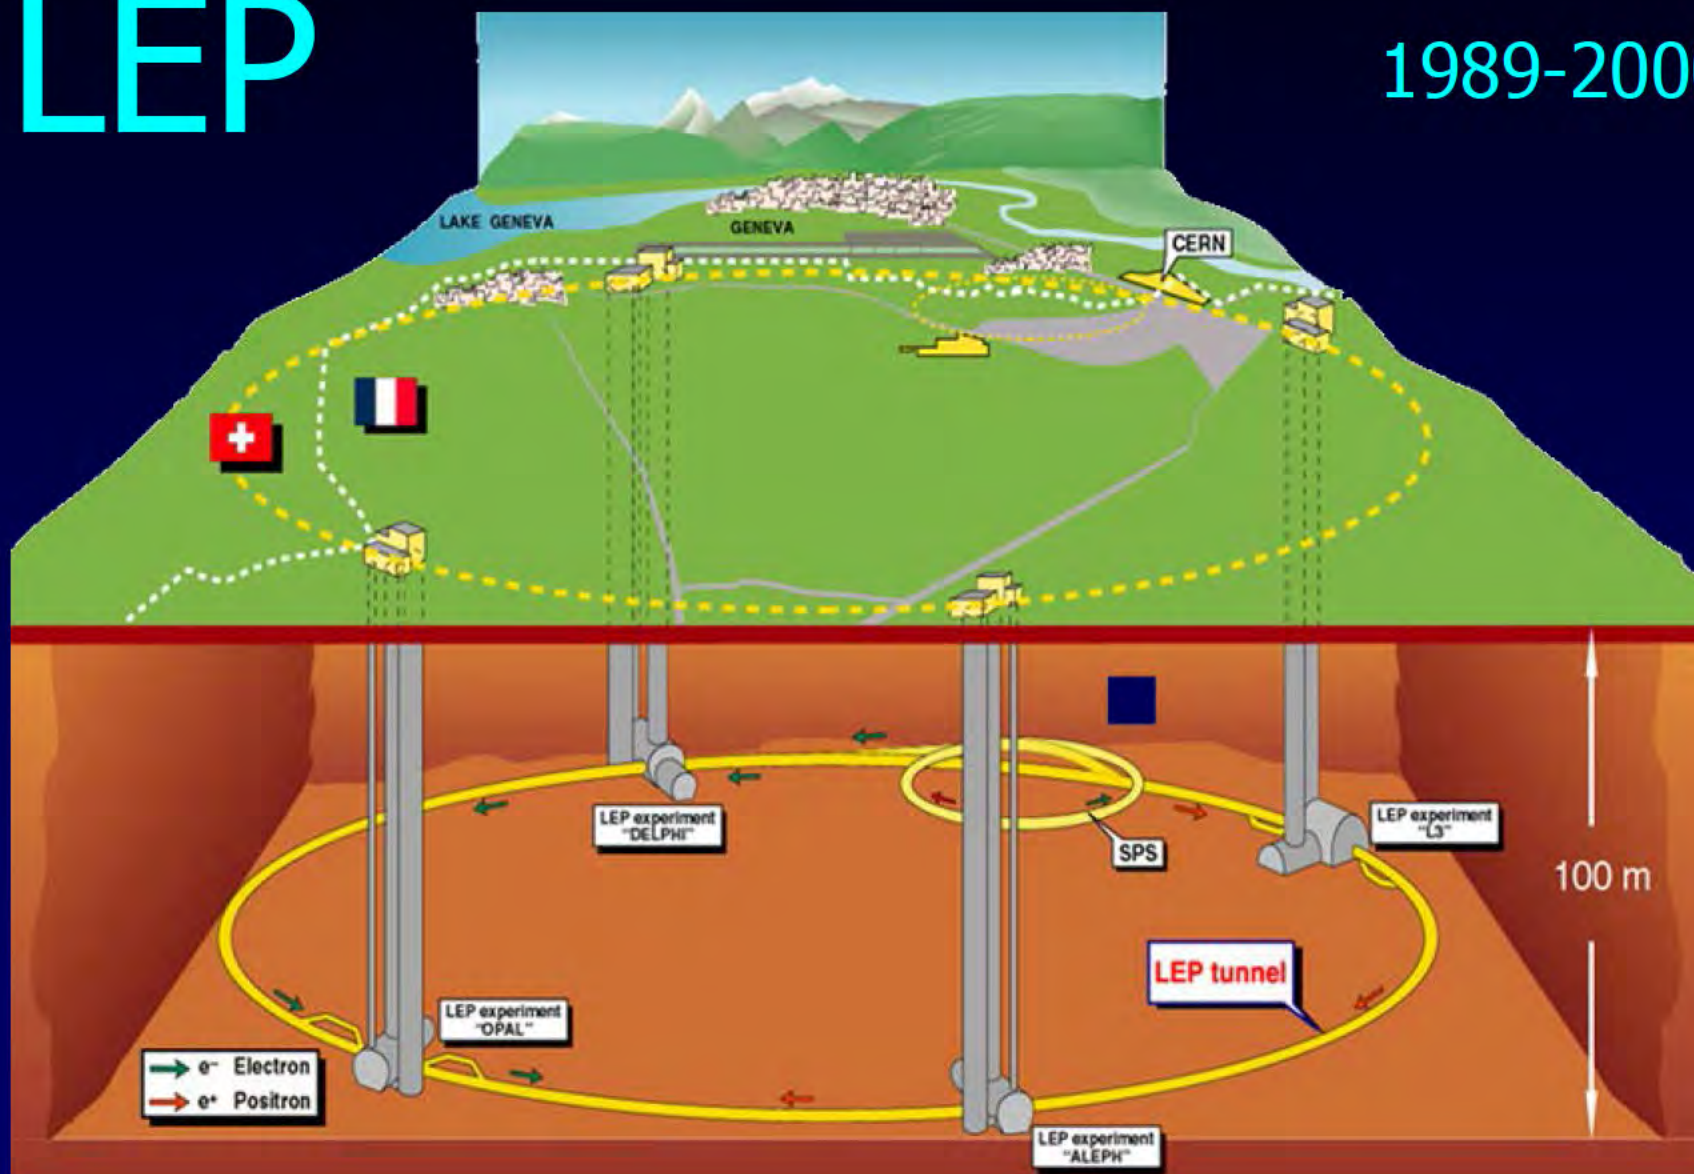 LEP
1989-200
LAKE GENEVA
GENEVA
CERN
LEP experiment
"DELPHI"
SPS
LEP experiment
"L3"
100 m
LEP tunnel
LEP experiment
"OPAL"
e⁻ Electron
e⁺ Positron
LEP experiment
"ALEPH"